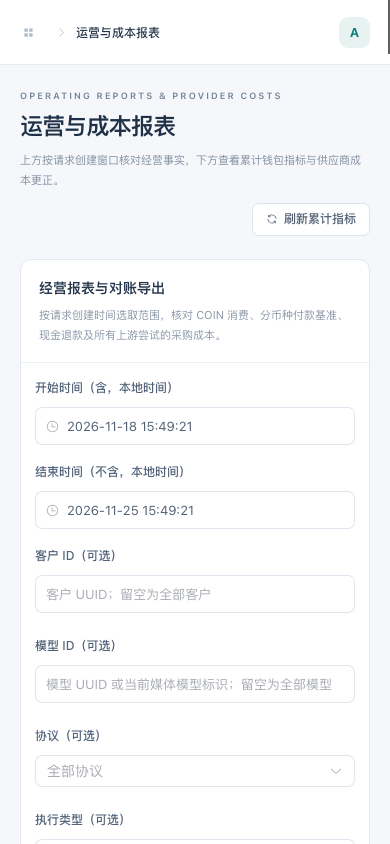 运营与成本报表
A
OPERATING REPORTS & PROVIDER COSTS
运营与成本报表
上方按请求创建窗口核对经营事实，下方查看累计钱包指标与供应商成
本更正。
刷新累计指标
经营报表与对账导出
按请求创建时间选取范围，核对 COIN 消费、分币种付款基准、
现金退款及所有上游尝试的采购成本。
开始时间（含，本地时间）
2026-11-18 15:49:21
结束时间（不含，本地时间）
2026-11-25 15:49:21
客户 ID（可选）
客户 UUID；留空为全部客户
模型 ID（可选）
模型 UUID 或当前媒体模型标识；留空为全部模型
协议（可选）
全部协议
执行类型（可选）